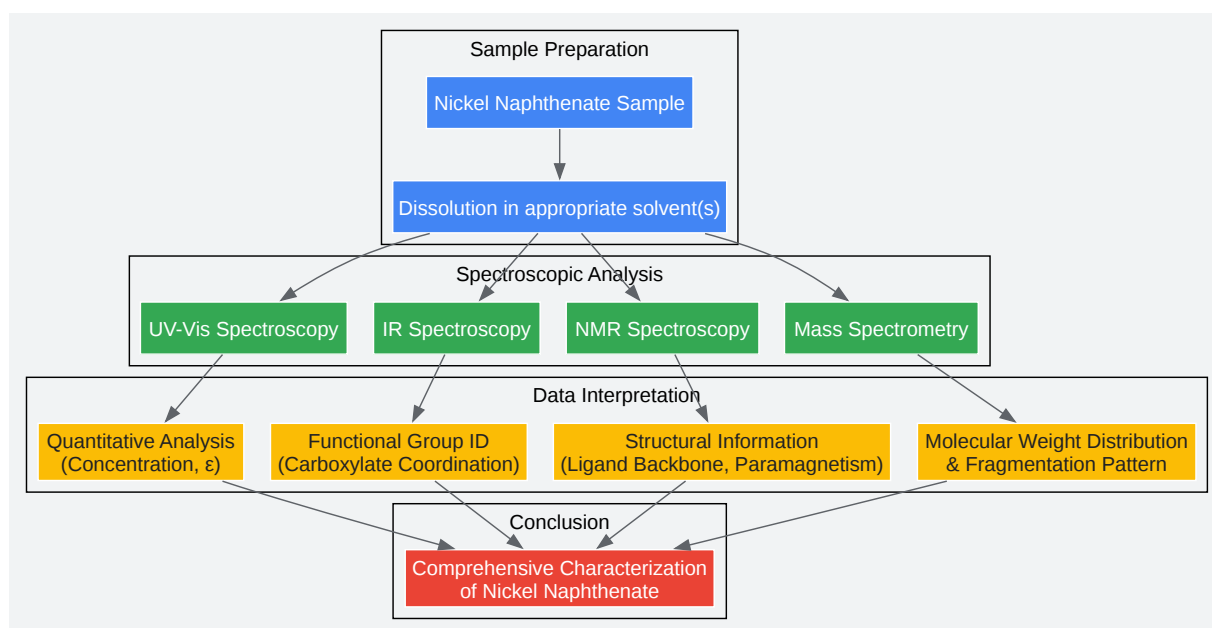 Sample Preparation
Nickel Naphthenate Sample
Dissolution in appropriate solvent(s)
Spectroscopic Analysis
UV-Vis Spectroscopy
IR Spectroscopy
NMR Spectroscopy
Mass Spectrometry
Data Interpretation
Quantitative Analysis
(Concentration, ε)
Functional Group ID
(Carboxylate Coordination)
Structural Information
(Ligand Backbone, Paramagnetism)
Molecular Weight Distribution
& Fragmentation Pattern
Conclusion
Comprehensive Characterization
of Nickel Naphthenate